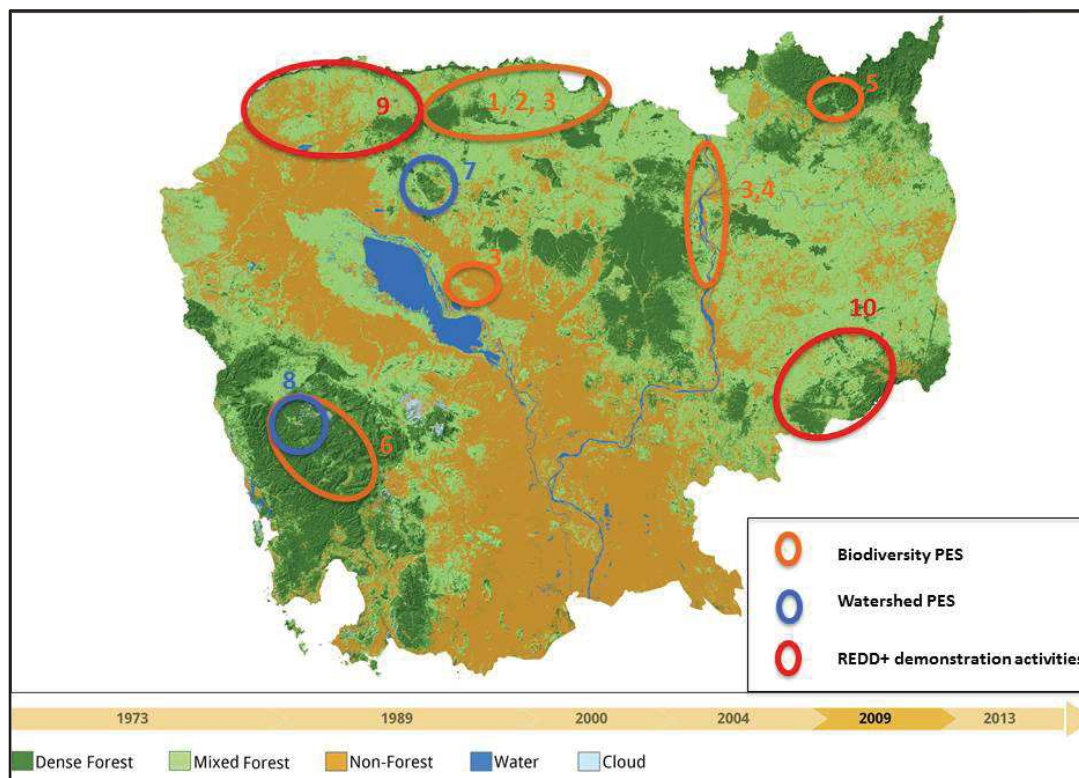 9
1, 2, 3
5
7
3,4
3
10
8
6
Biodiversity PES
Watershed PES
REDD+ demonstration activities
1973 1989 2000 2004 2009 2013
Dense Forest Mixed Forest Non-Forest Water Cloud